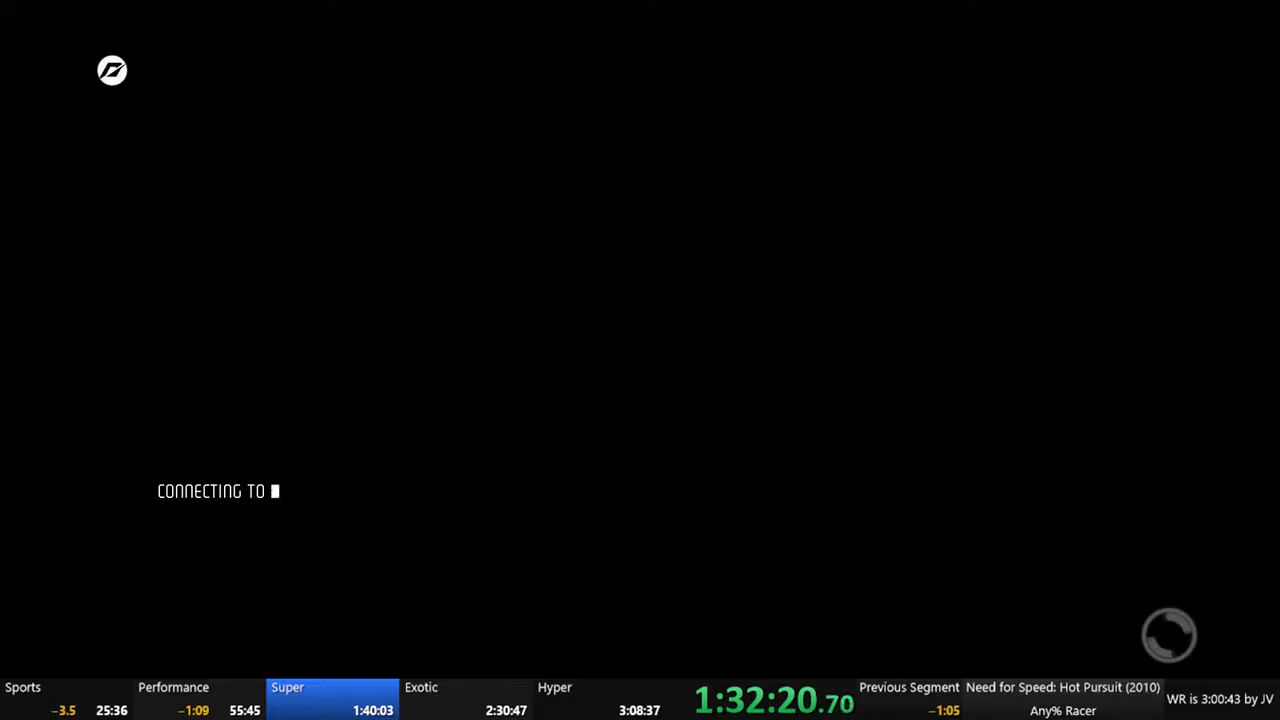 CONNECTING TO
Sports
−3.5 25:36
Performance
−1:09 55:45
Super
1:40:03
Exotic
2:30:47
Hyper
3:08:37
1:32:20.70
Previous Segment
−1:05
Need for Speed: Hot Pursuit (2010)
Any% Racer
WR is 3:00:43 by JV